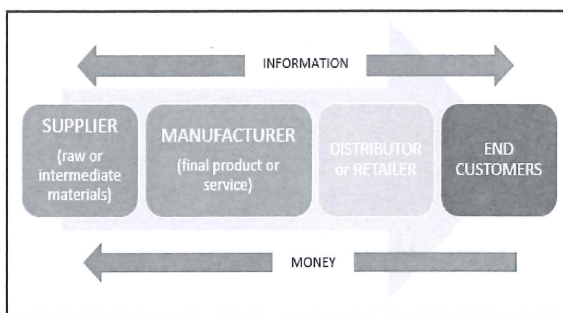 INFORMATION
SUPPLIER
(raw or
intermediate
materials)
MANUFACTURER
(final product or
service)
DISTRIBUTOR
or RETAILER
END
CUSTOMERS
MONEY